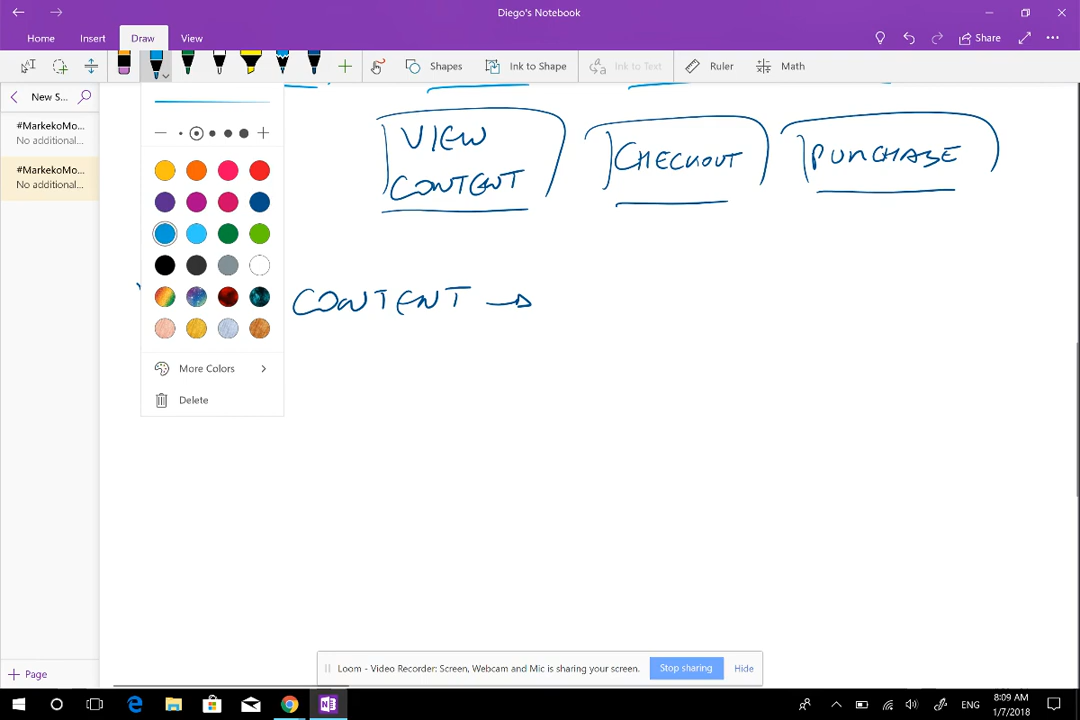 Diego's Notebook
Home Insert Draw View
Share
Shapes Ink to Shape Ink to Text Ruler Math
New S...
#MarkekoMo...
No additional...
#MarkekoMo...
No additional...
VIEW
CONTENT
CHECKOUT
PURCHASE
CONTENT →
More Colors
Delete
Page
Loom - Video Recorder: Screen, Webcam and Mic is sharing your screen. Stop sharing Hide
ENG
8:09 AM
1/7/2018